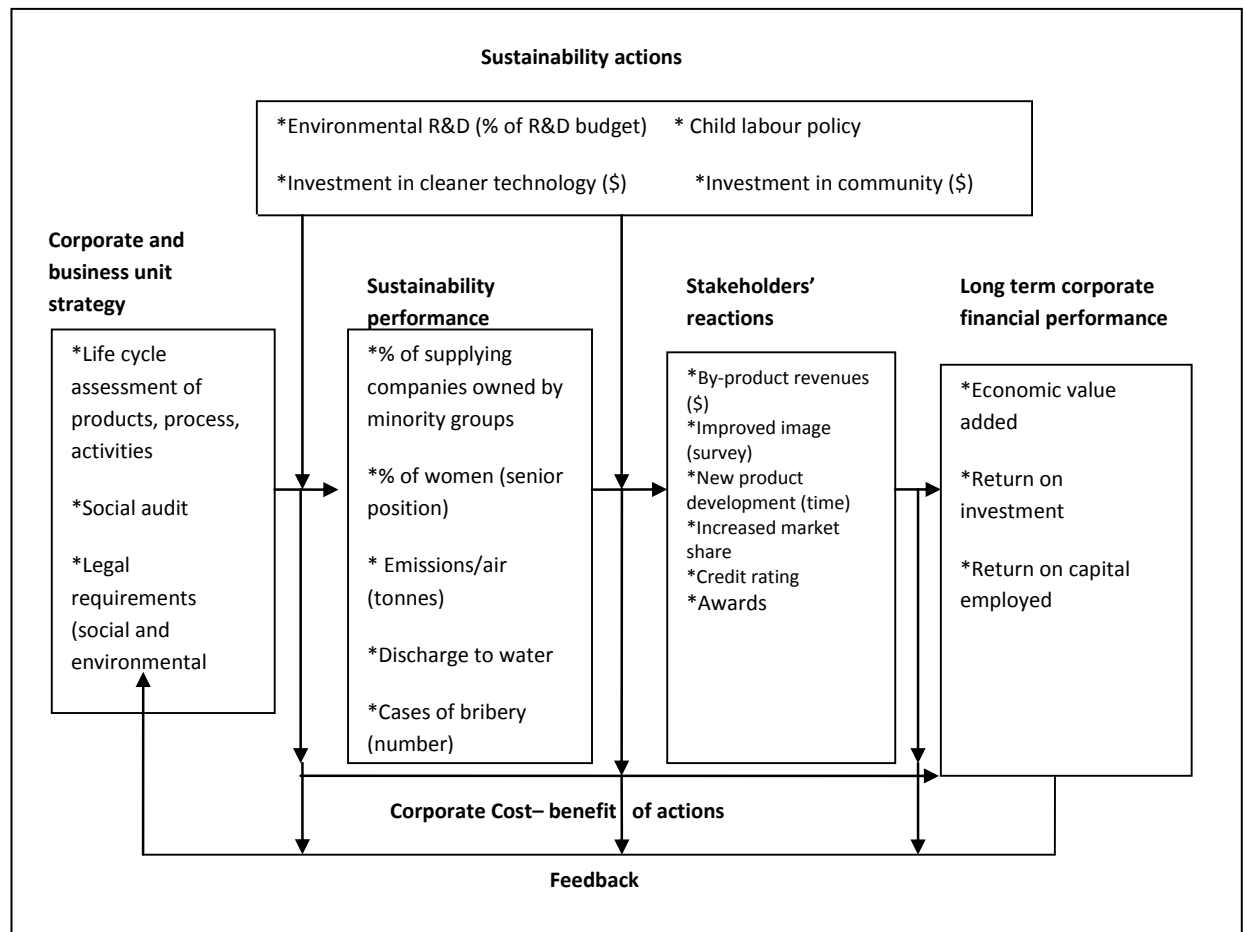 Sustainability actions
*Environmental R&D (% of R&D budget) * Child labour policy
*Investment in cleaner technology ($) *Investment in community ($)
Corporate and
business unit
strategy
*Life cycle
assessment of
products, process,
activities
*Social audit
*Legal
requirements
(social and
environmental
Sustainability
performance
*% of supplying
companies owned by
minority groups
*% of women (senior
position)
* Emissions/air
(tonnes)
*Discharge to water
*Cases of bribery
(number)
Stakeholders’
reactions
*By-product revenues
($)
*Improved image
(survey)
*New product
development (time)
*Increased market
share
*Credit rating
*Awards
Long term corporate
financial performance
*Economic value
added
*Return on
investment
*Return on capital
employed
Corporate Cost– benefit of actions
Feedback